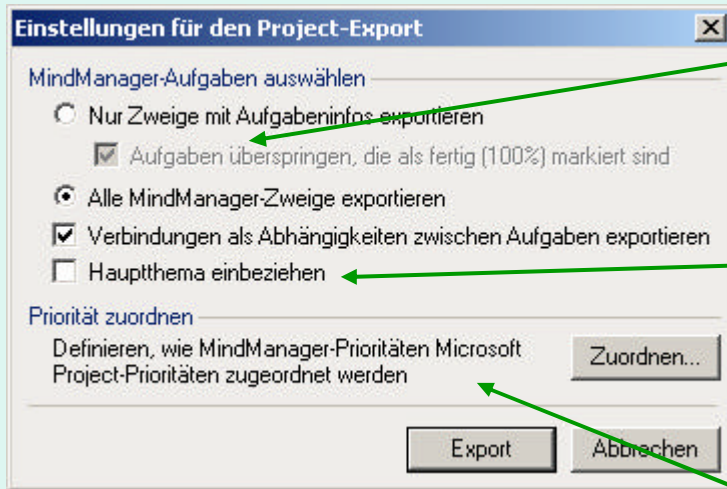 Einstellungen für den Project-Export
MindManager-Aufgaben auswählen
Nur Zweige mit Aufgabeninfos exportieren
Aufgaben überspringen, die als fertig (100%) markiert sind
Alle MindManager-Zweige exportieren
Verbindungen als Abhängigkeiten zwischen Aufgaben exportieren
Hauptthema einbeziehen
Priorität zuordnen
Definieren, wie MindManager-Prioritäten Microsoft
Project-Prioritäten zugeordnet werden
Zuordnen...
Export Abbrechen